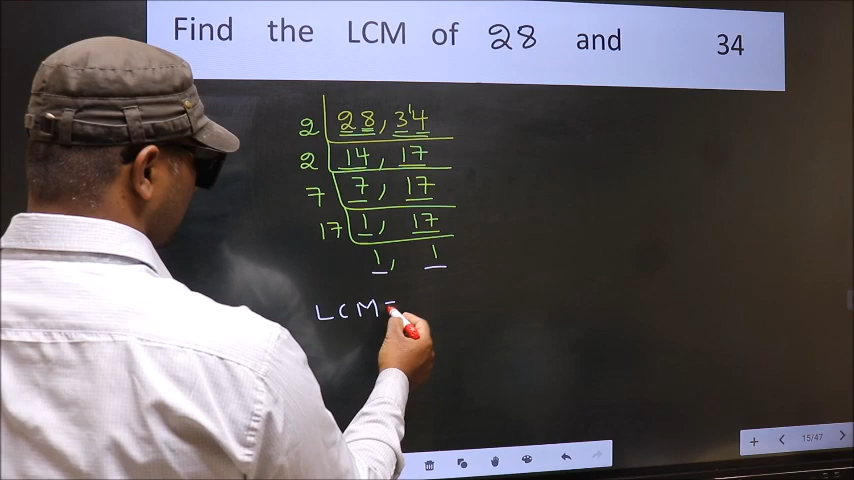 Find the LCM of 28 and 34
2 28, 3¹4
2 14, 17
7 7, 17
17 1, 17
1, 1
LCM =
15/47